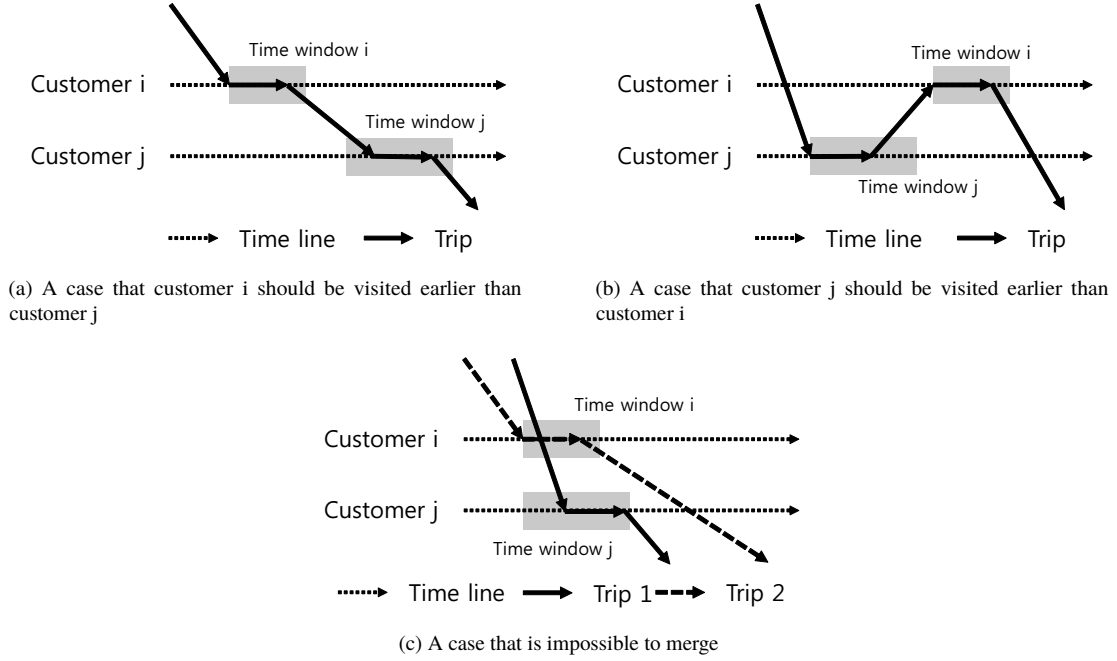 Time window i
Customer i
Time window j
Customer j
Time line Trip
(a) A case that customer i should be visited earlier than
customer j
Time window i
Customer i
Customer j
Time window j
Time line Trip
(b) A case that customer j should be visited earlier than
customer i
Time window i
Customer i
Customer j
Time window j
Time line Trip 1 Trip 2
(c) A case that is impossible to merge